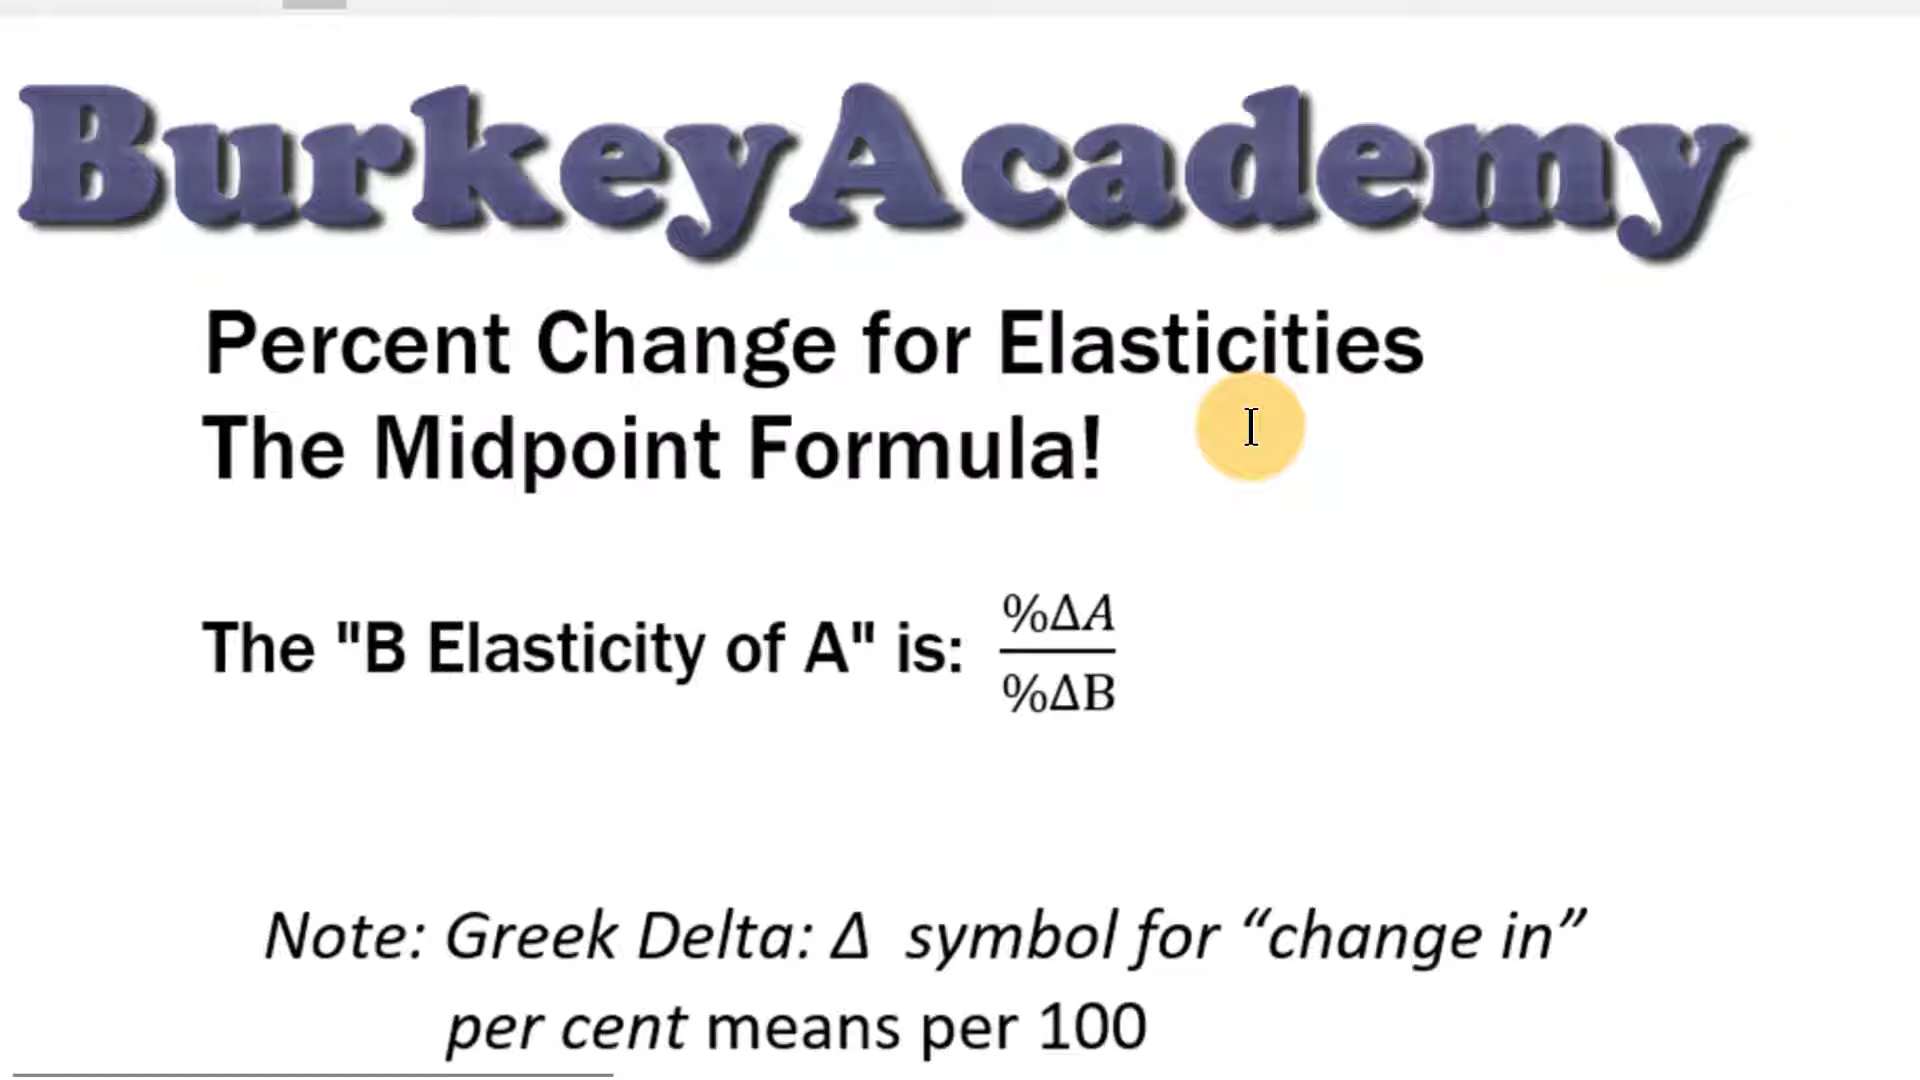 BurkeyAcademy
Percent Change for Elasticities
The Midpoint Formula!
The "B Elasticity of A" is: %ΔA / %ΔB
Note: Greek Delta: Δ symbol for “change in”
per cent means per 100